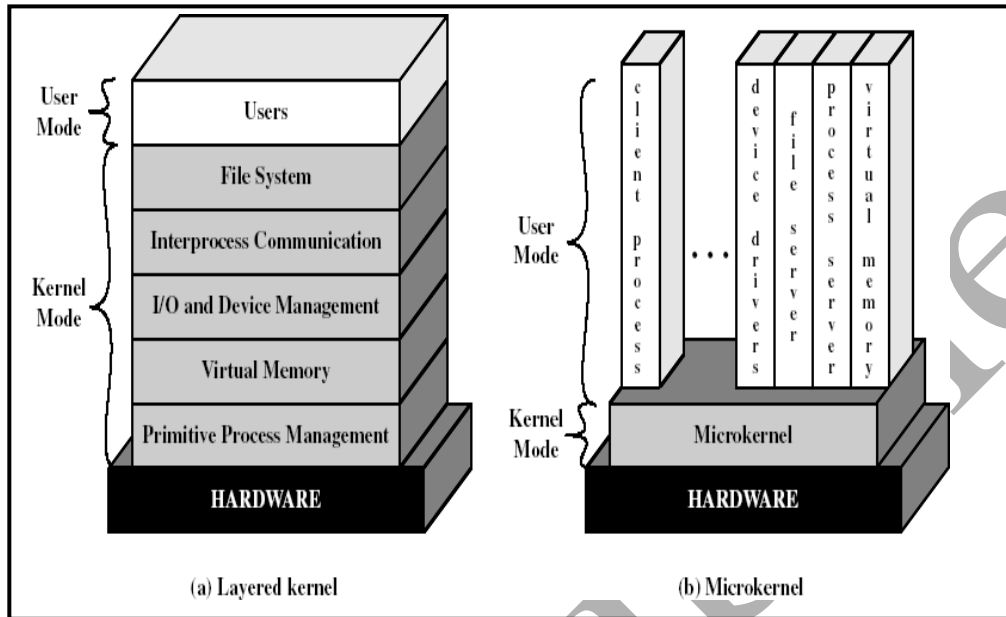 User
Mode
Users
File System
Interprocess Communication
Kernel
Mode
I/O and Device Management
Virtual Memory
Primitive Process Management
HARDWARE
(a) Layered kernel
User
Mode
client process
...
device drivers
file server
process server
virtual memory
Kernel
Mode
Microkernel
HARDWARE
(b) Microkernel